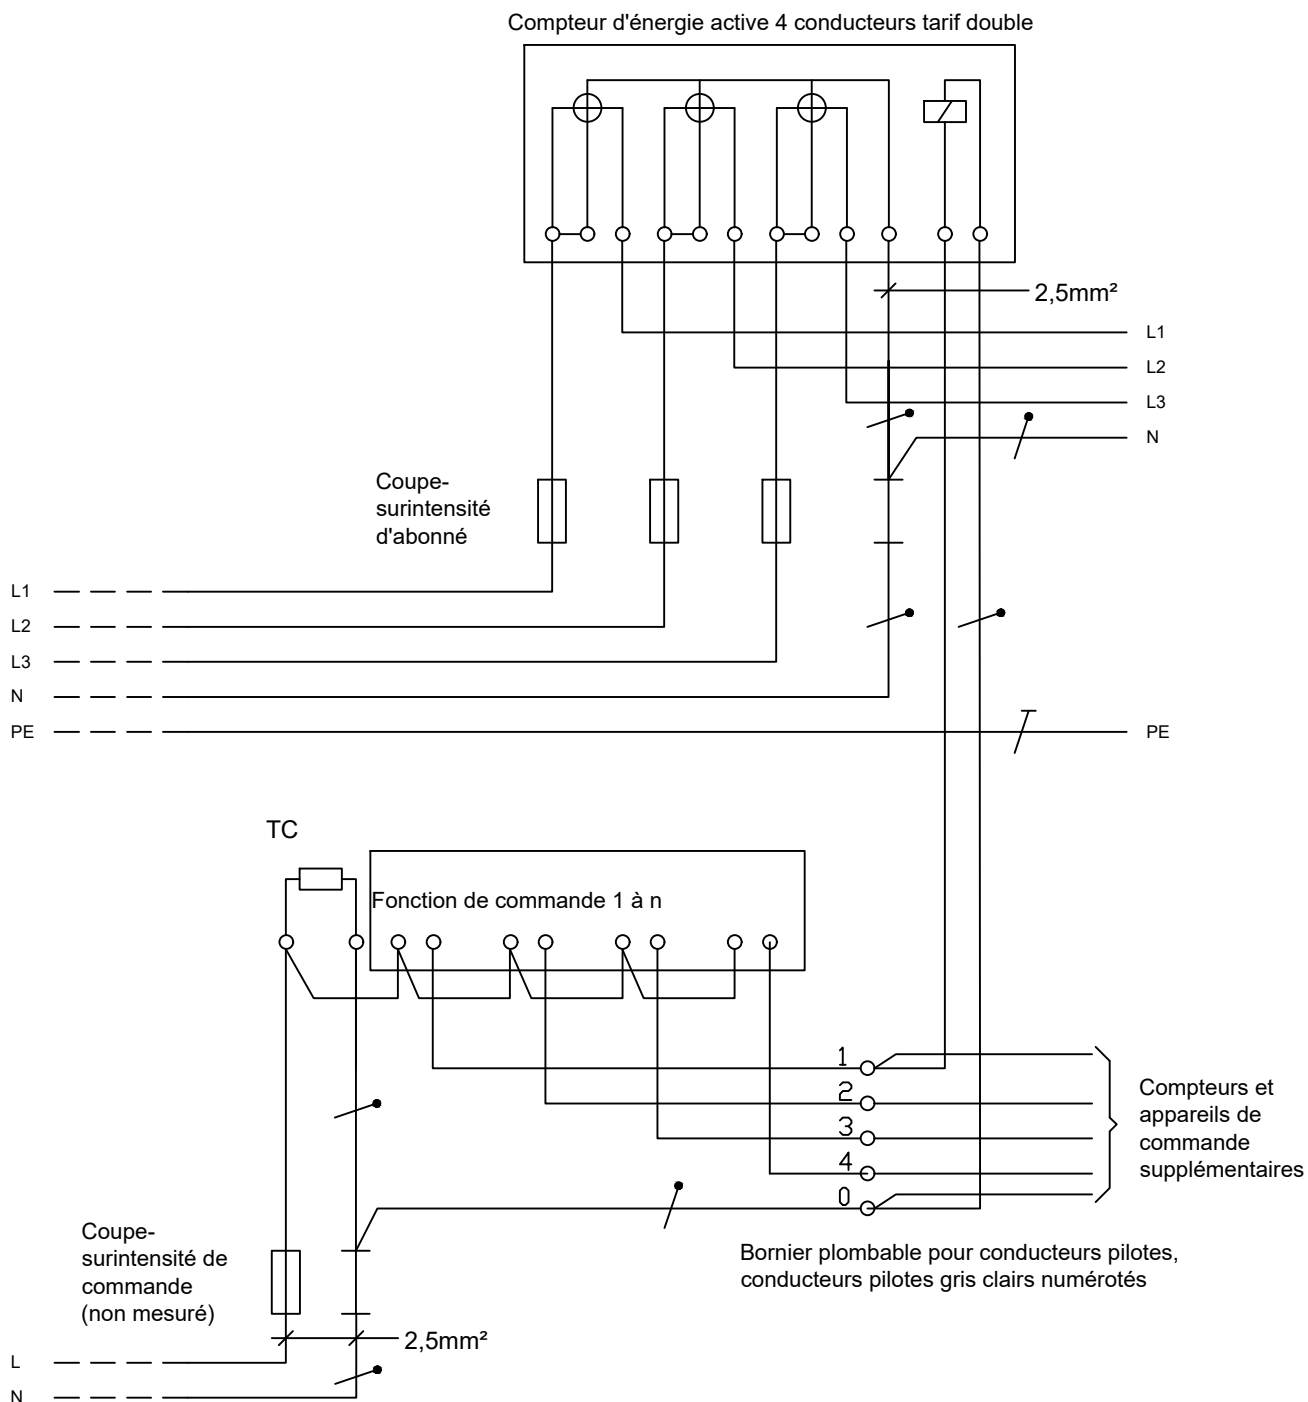 Compteur d'énergie active 4 conducteurs tarif double
2,5mm²
L1
L2
L3
N
Coupe-
surintensité
d'abonné
L1
L2
L3
N
PE
PE
TC
Fonction de commande 1 à n
1
2
3
4
0
Compteurs et
appareils de
commande
supplémentaires
Coupe-
surintensité de
commande
(non mesuré)
Bornier plombable pour conducteurs pilotes,
conducteurs pilotes gris clairs numérotés
2,5mm²
L
N